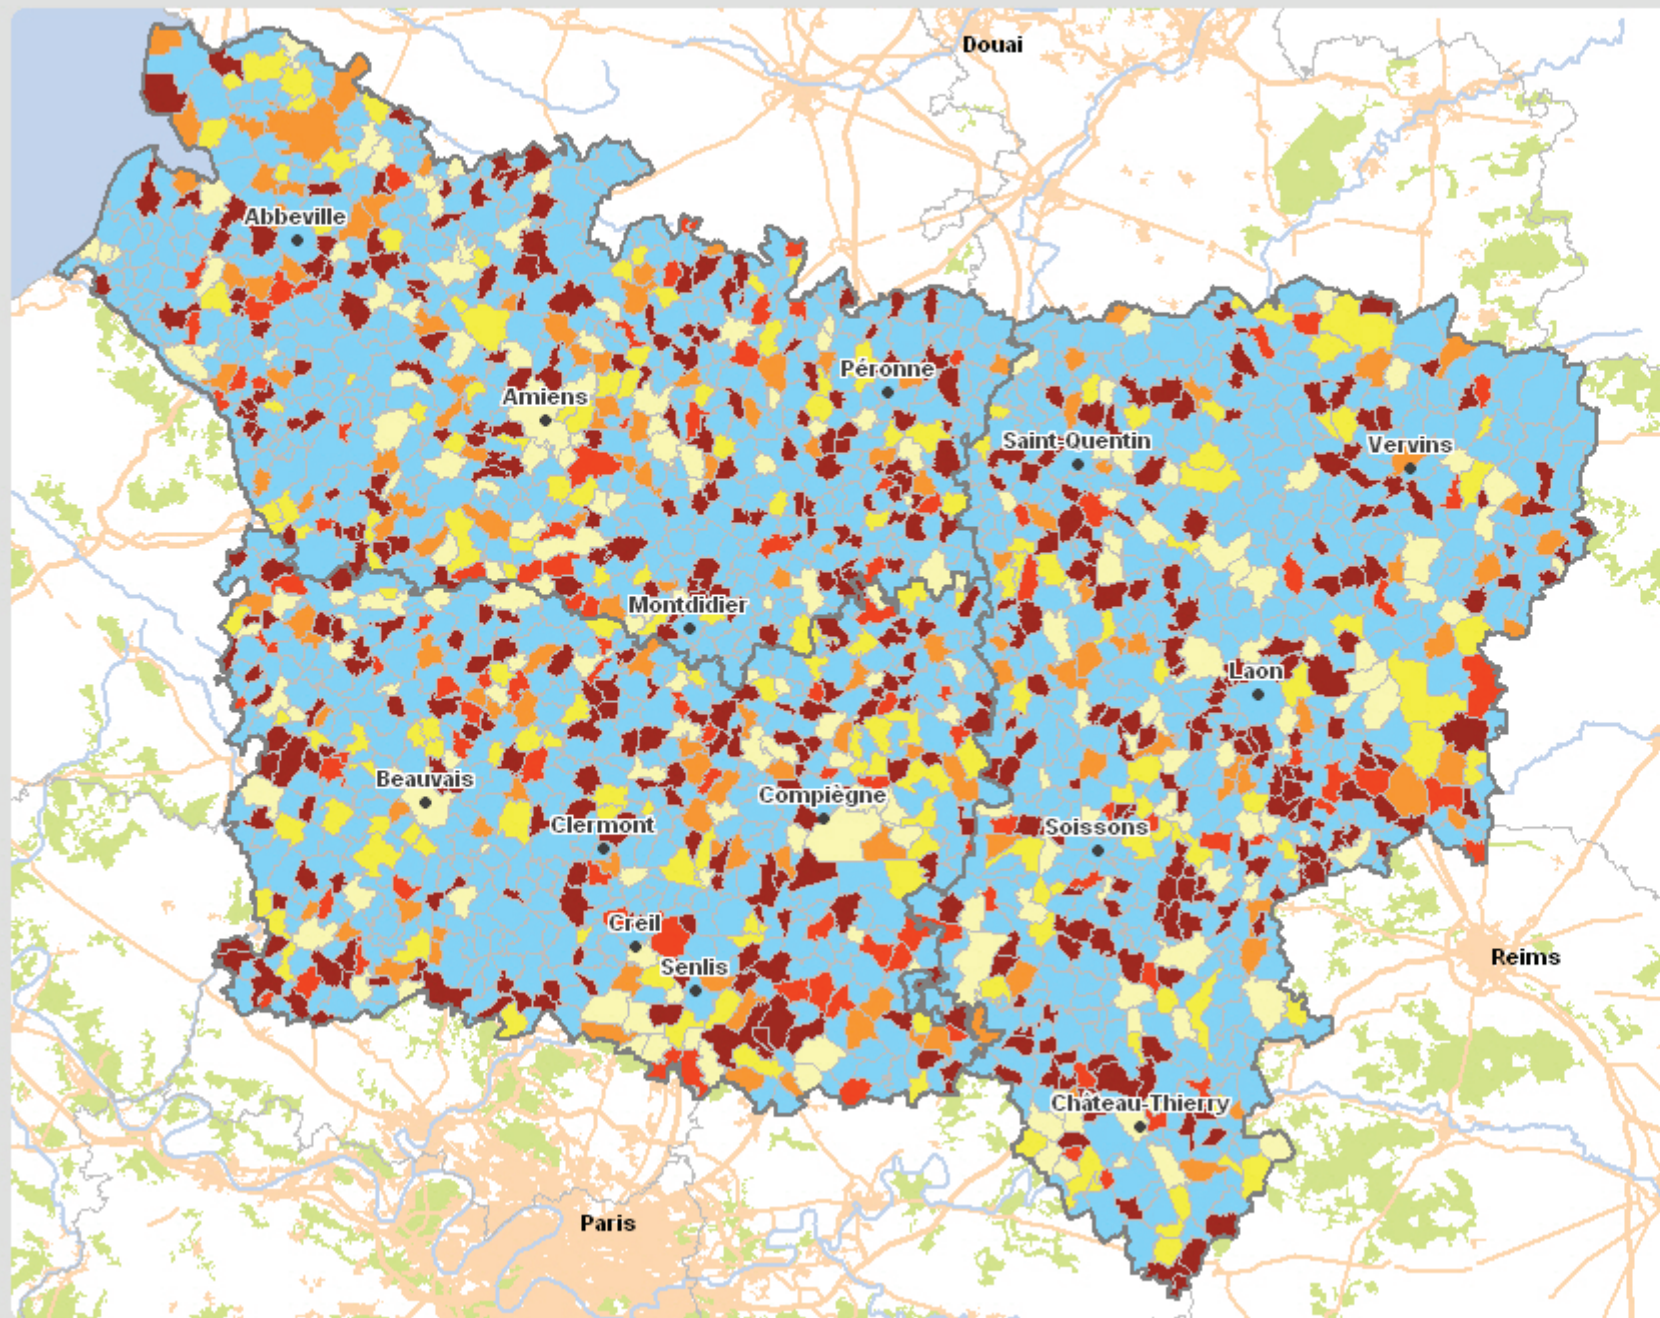 Douai
Abbeville
Péronne
Amiens
Saint-Quentin
Vervins
Montdidier
Laon
Beauvais
Compiègne
Clermont
Soissons
Creil
Senlis
Reims
Château-Thierry
Paris